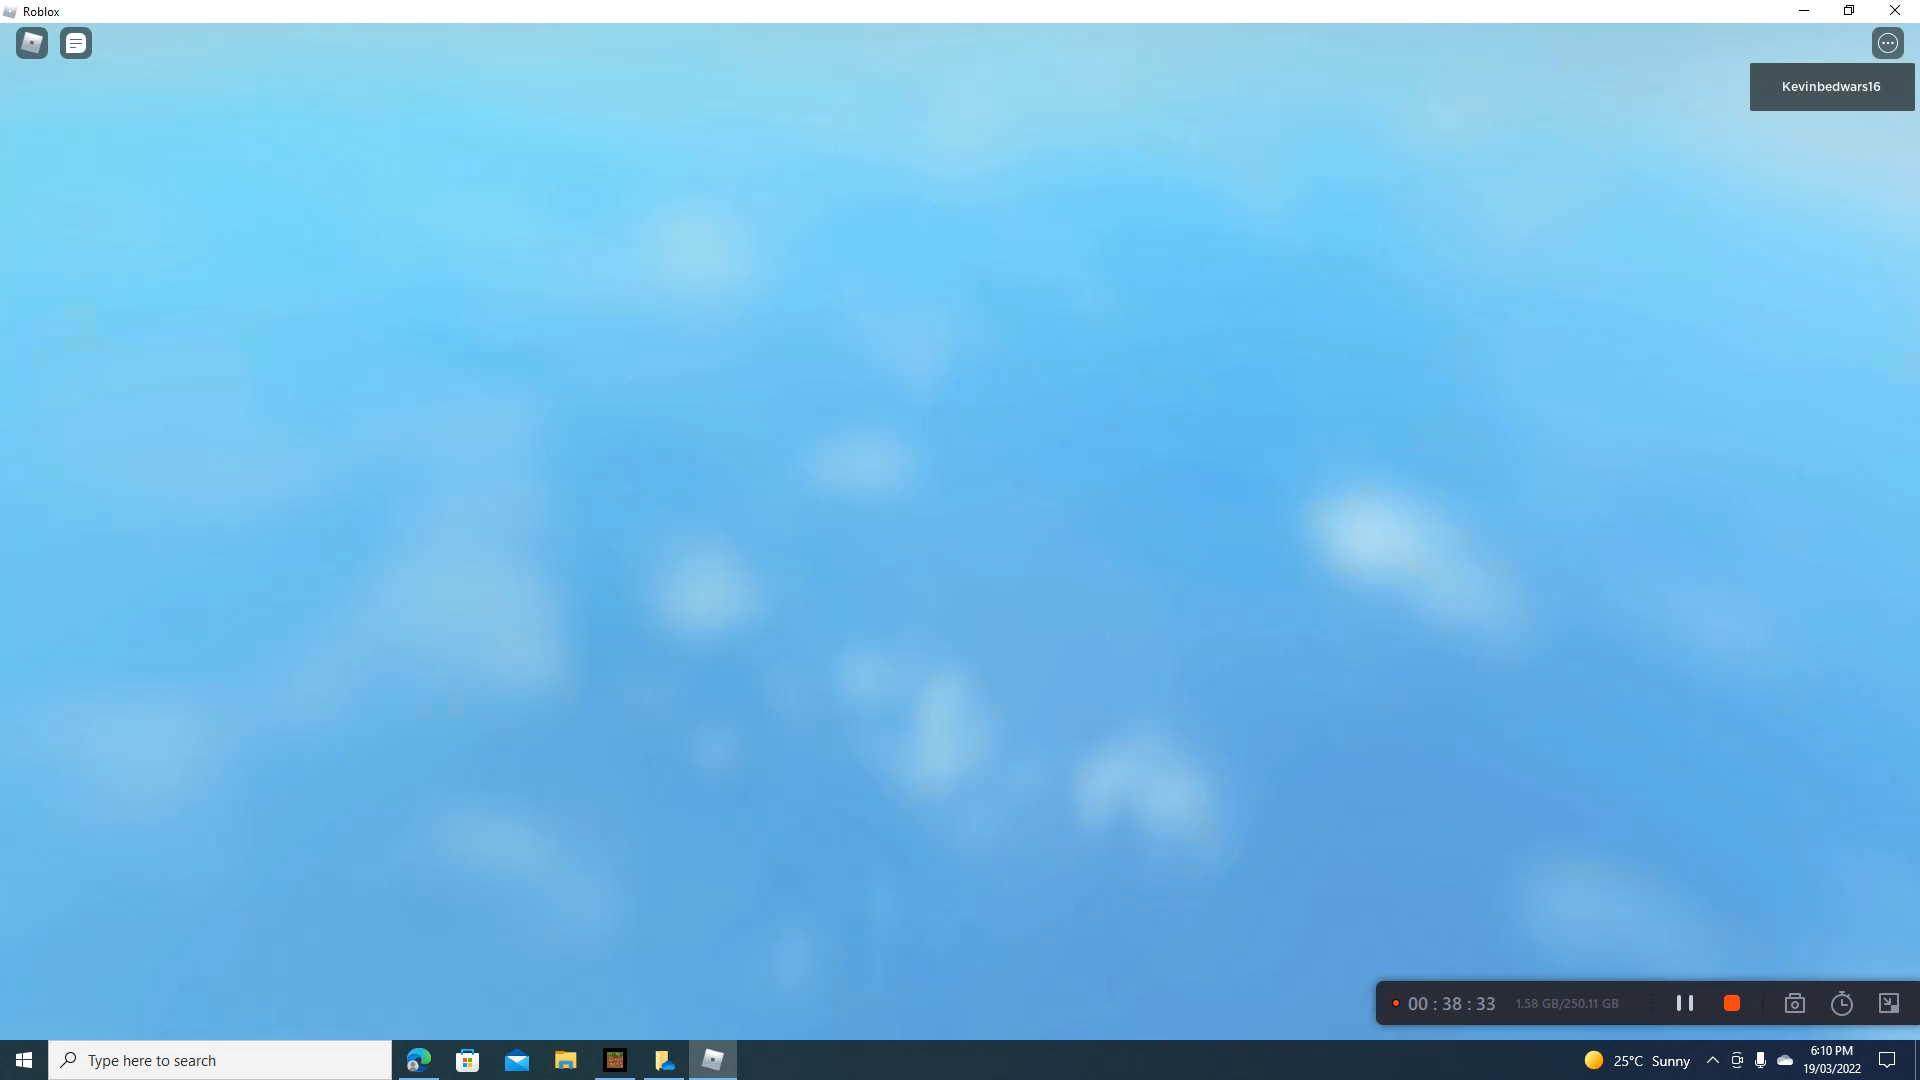 Roblox
Kevinbedwars16
00 : 38 : 33
1.58 GB/250.11 GB
Type here to search
25°C Sunny
6:10 PM
19/03/2022